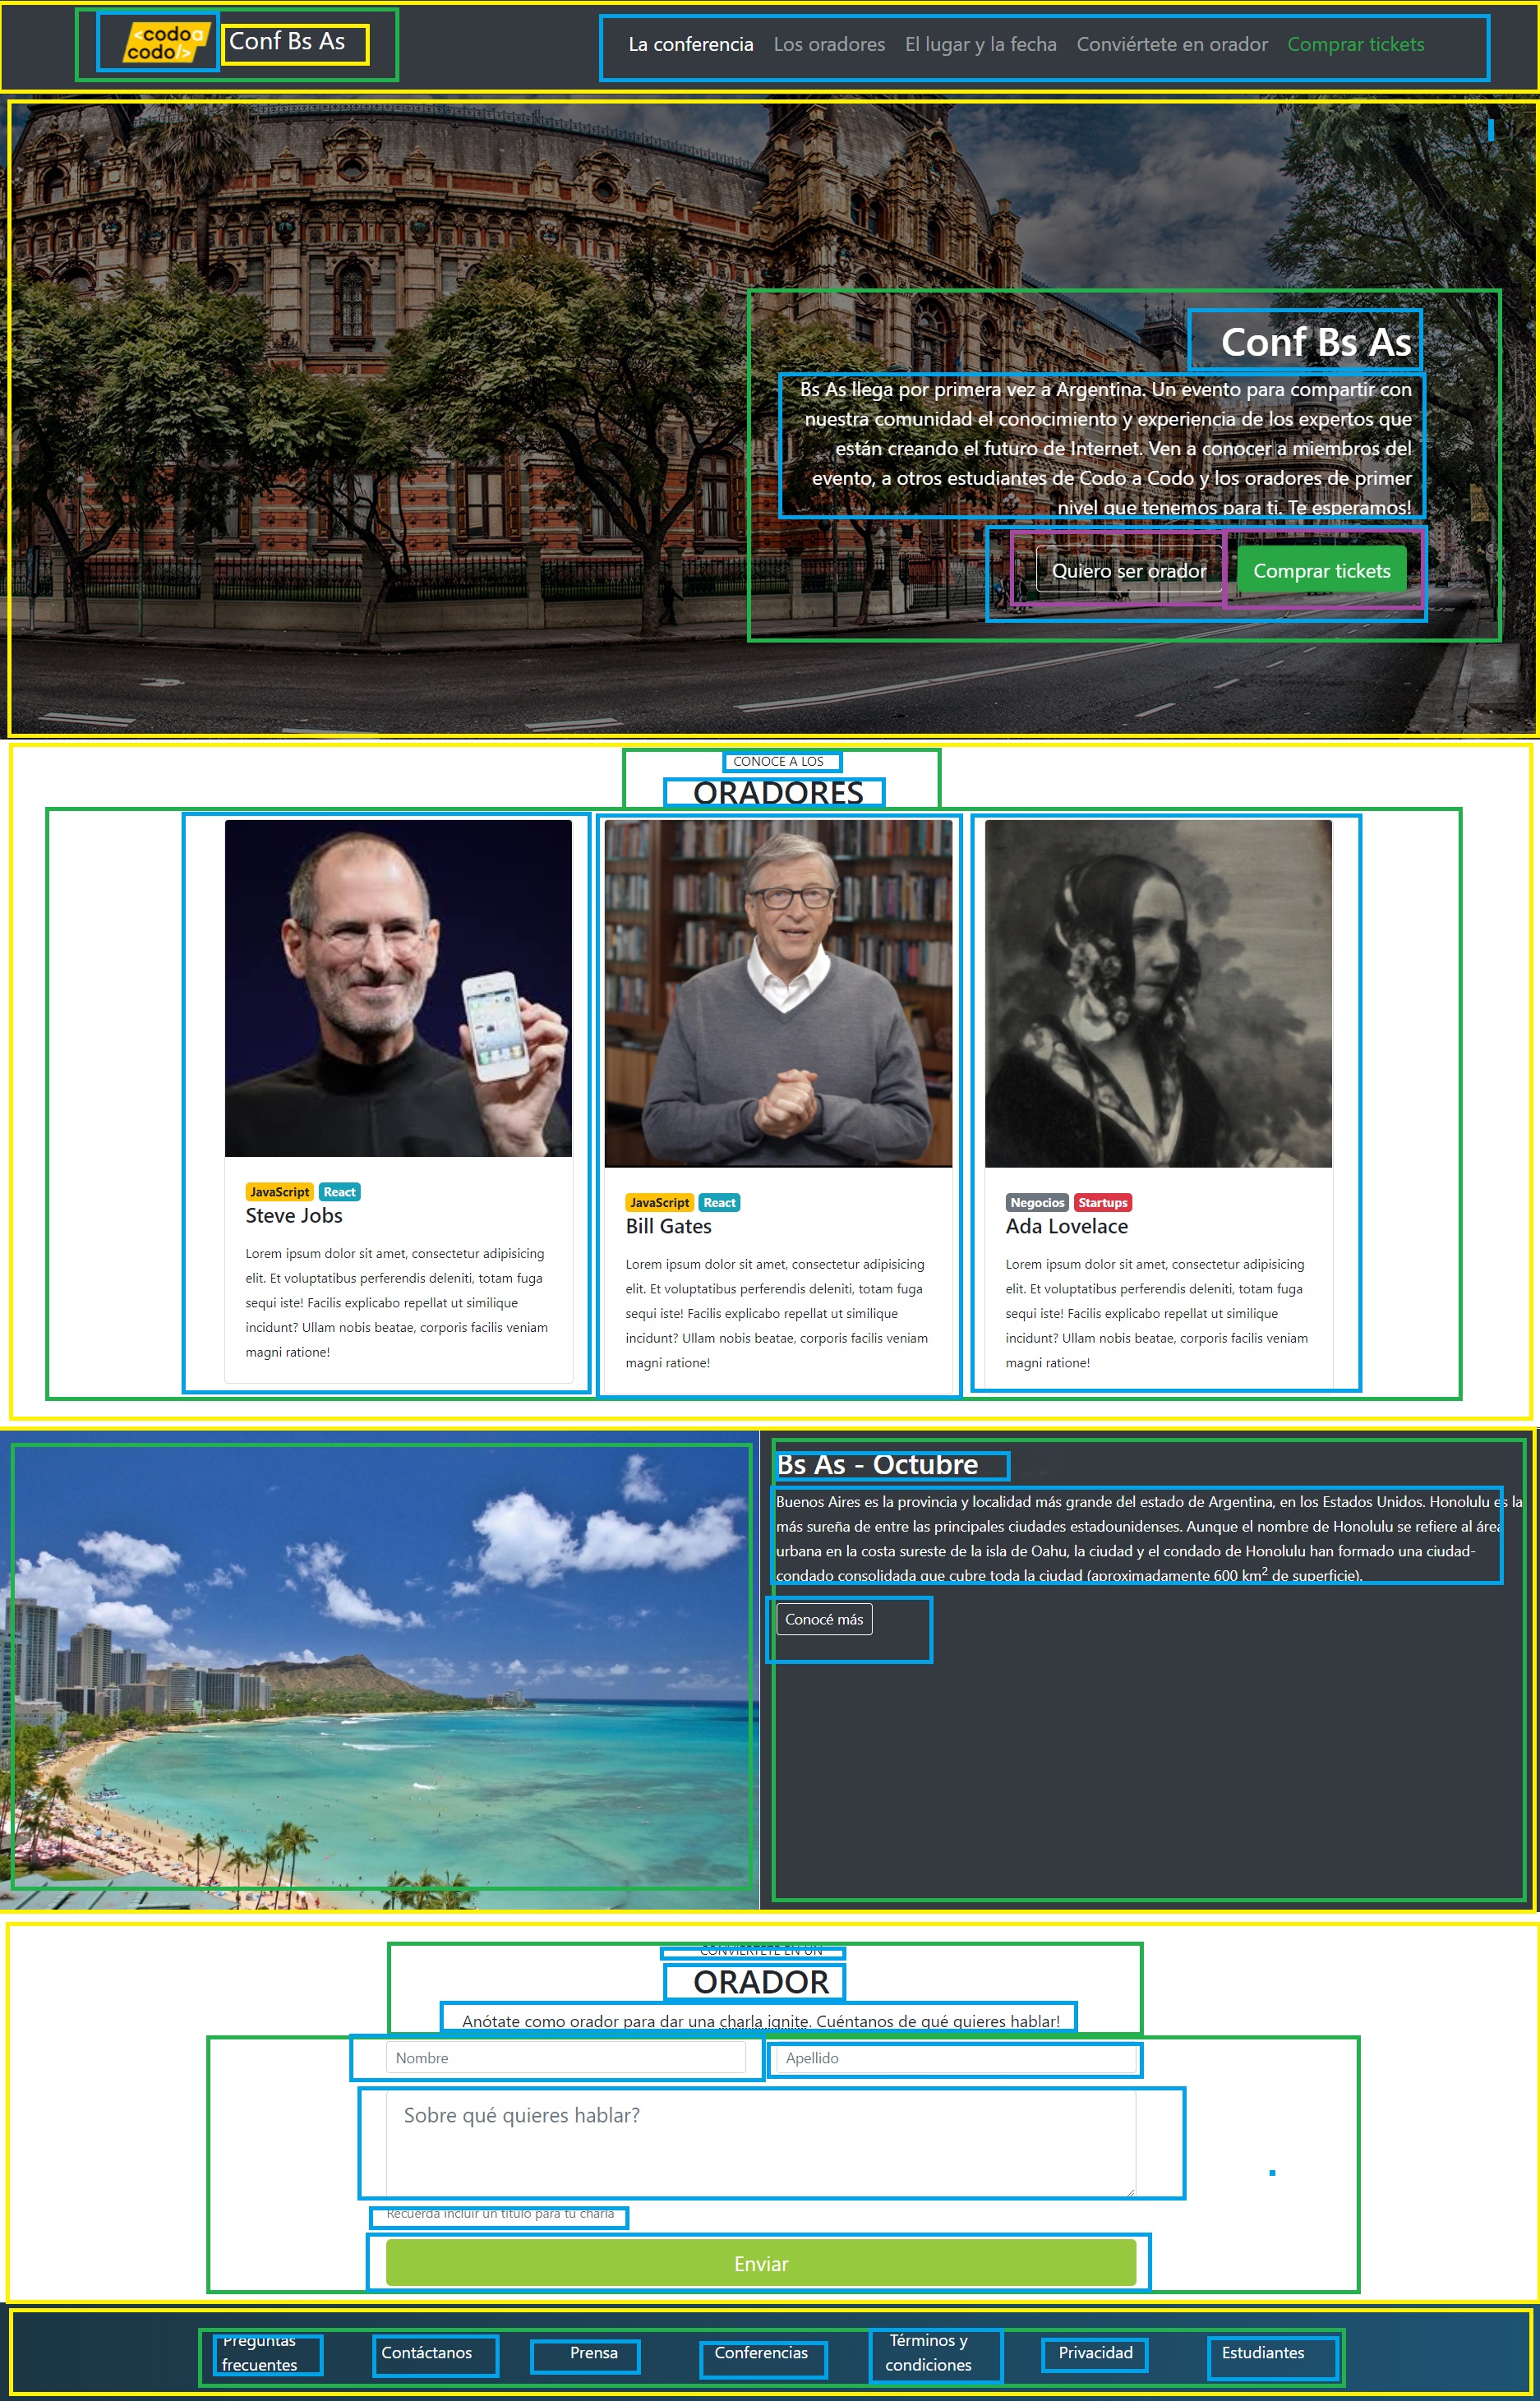 <codo a
codo/>
Conf Bs As
La conferencia
Los oradores
El lugar y la fecha
Conviértete en orador
Comprar tickets
Conf Bs As
Bs As llega por primera vez a Argentina. Un evento para compartir con
nuestra comunidad el conocimiento y experiencia de los expertos que
están creando el futuro de Internet. Ven a conocer a miembros del
evento, a otros estudiantes de Codo a Codo y los oradores de primer
nivel que tenemos para ti. Te esperamos!
Quiero ser orador
Comprar tickets
CONOCE A LOS
ORADORES
JavaScript
React
Steve Jobs
Lorem ipsum dolor sit amet, consectetur adipisicing
elit. Et voluptatibus perferendis deleniti, totam fuga
sequi iste! Facilis explicabo repellat ut similique
incidunt? Ullam nobis beatae, corporis facilis veniam
magni ratione!
JavaScript
React
Bill Gates
Lorem ipsum dolor sit amet, consectetur adipisicing
elit. Et voluptatibus perferendis deleniti, totam fuga
sequi iste! Facilis explicabo repellat ut similique
incidunt? Ullam nobis beatae, corporis facilis veniam
magni ratione!
Negocios
Startups
Ada Lovelace
Lorem ipsum dolor sit amet, consectetur adipisicing
elit. Et voluptatibus perferendis deleniti, totam fuga
sequi iste! Facilis explicabo repellat ut similique
incidunt? Ullam nobis beatae, corporis facilis veniam
magni ratione!
Bs As - Octubre
Buenos Aires es la provincia y localidad más grande del estado de Argentina, en los Estados Unidos. Honolulu es la
más sureña de entre las principales ciudades estadounidenses. Aunque el nombre de Honolulu se refiere al área
urbana en la costa sureste de la isla de Oahu, la ciudad y el condado de Honolulu han formado una ciudad-
condado consolidada que cubre toda la ciudad (aproximadamente 600 km² de superficie).
Conocé más
CONVIÉRTETE EN UN
ORADOR
Anótate como orador para dar una charla ignite. Cuéntanos de qué quieres hablar!
Nombre
Apellido
Sobre qué quieres hablar?
Recuerda incluir un título para tu charla
Enviar
Preguntas
frecuentes
Contáctanos
Prensa
Conferencias
Términos y
condiciones
Privacidad
Estudiantes